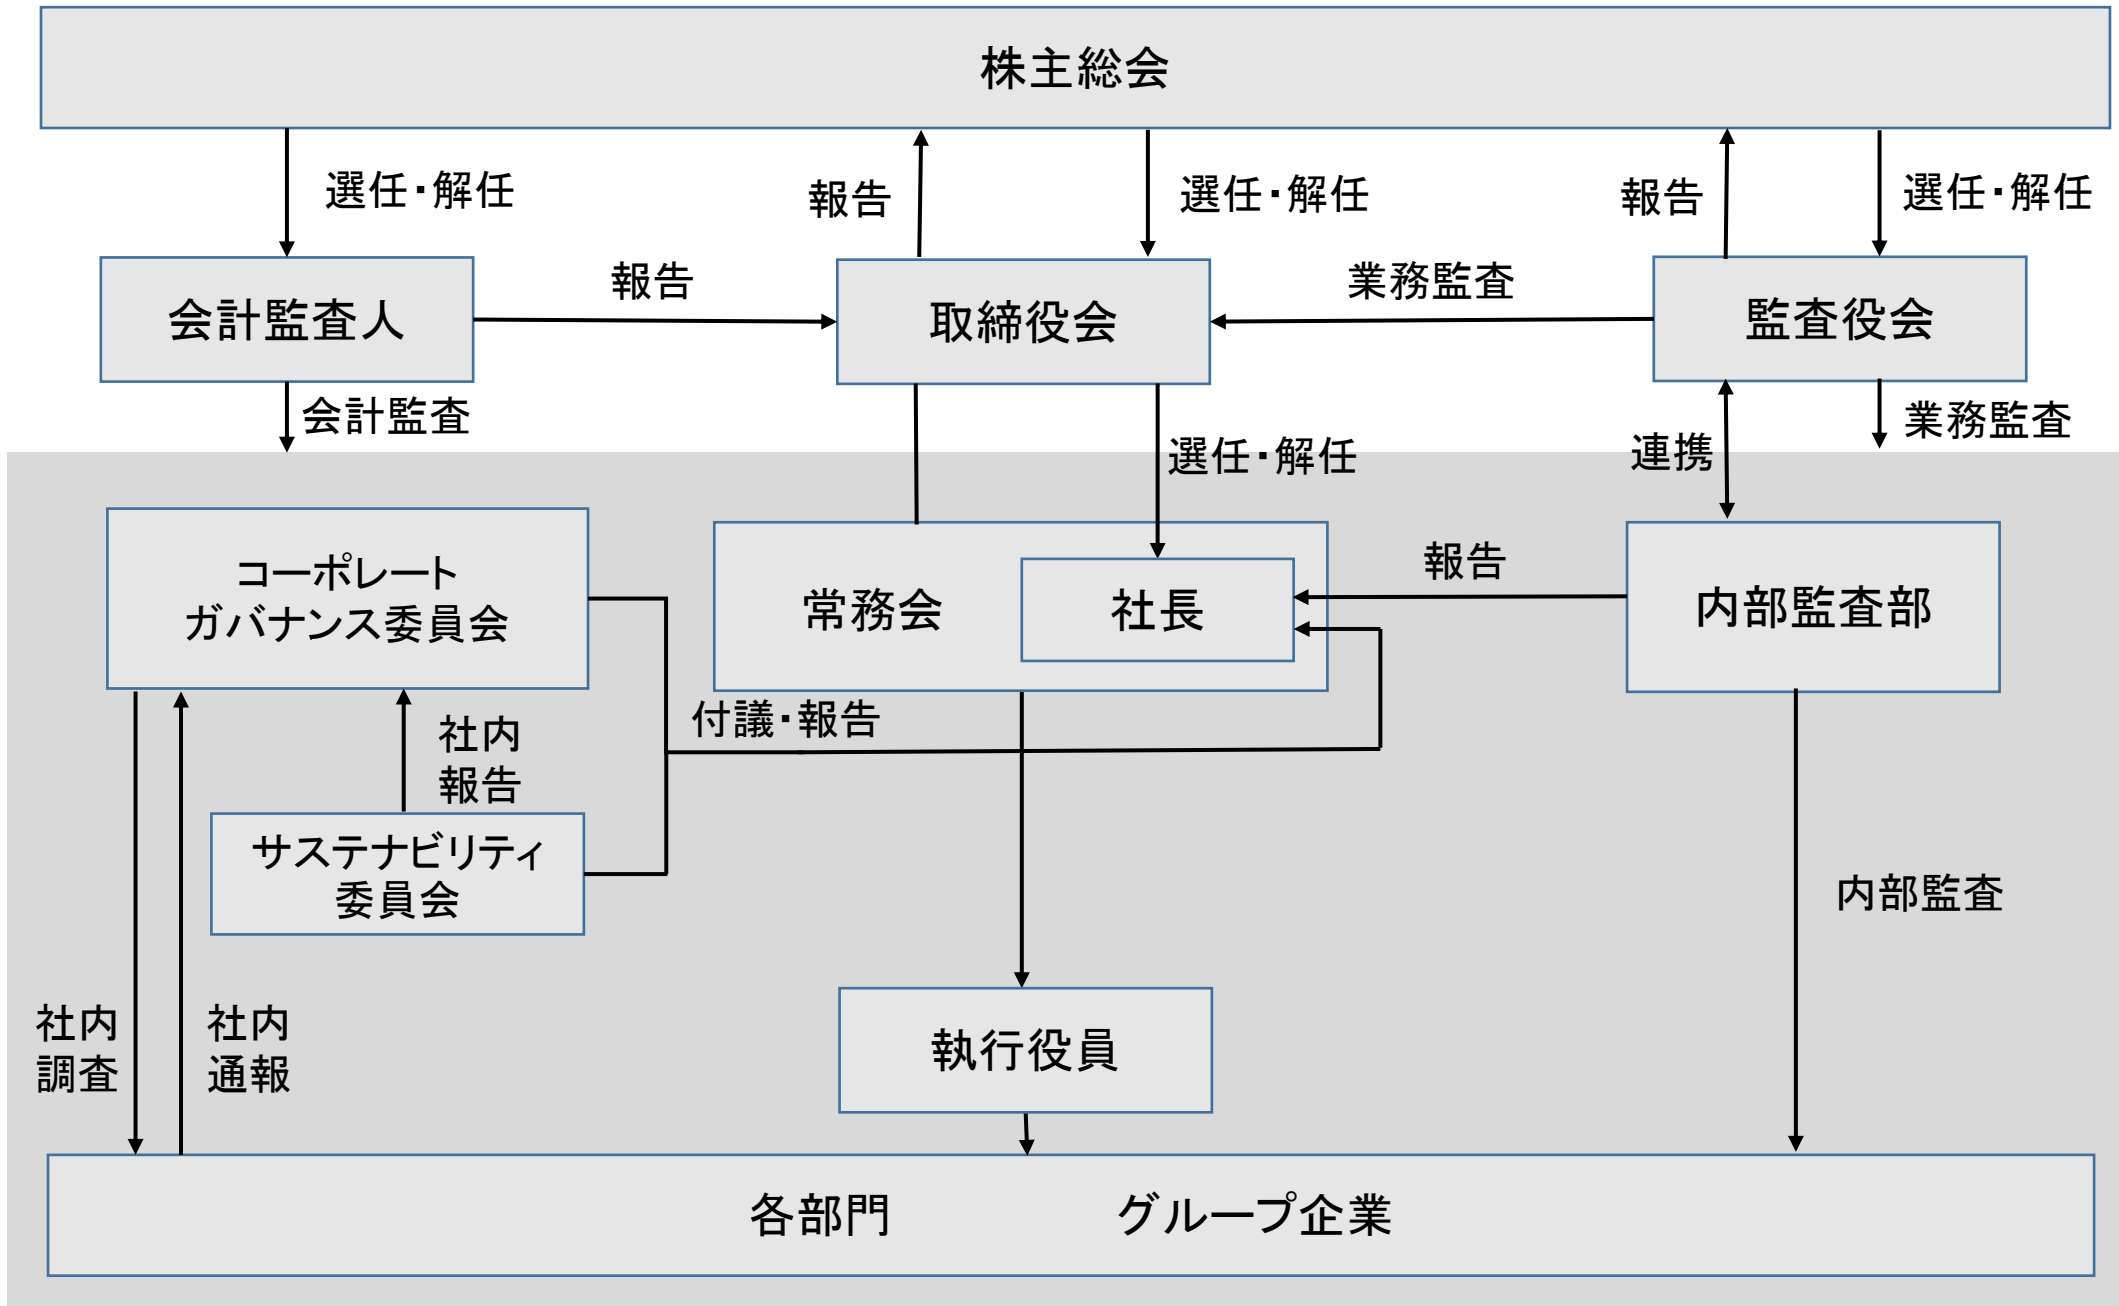 株主総会
選任・解任
報告
選任・解任
報告
選任・解任
会計監査人
報告
取締役会
業務監査
監査役会
会計監査
選任・解任
連携
業務監査
コーポレート
ガバナンス委員会
常務会
社長
報告
内部監査部
付議・報告
社内
報告
サステナビリティ
委員会
内部監査
社内
調査
社内
通報
執行役員
各部門
グループ企業